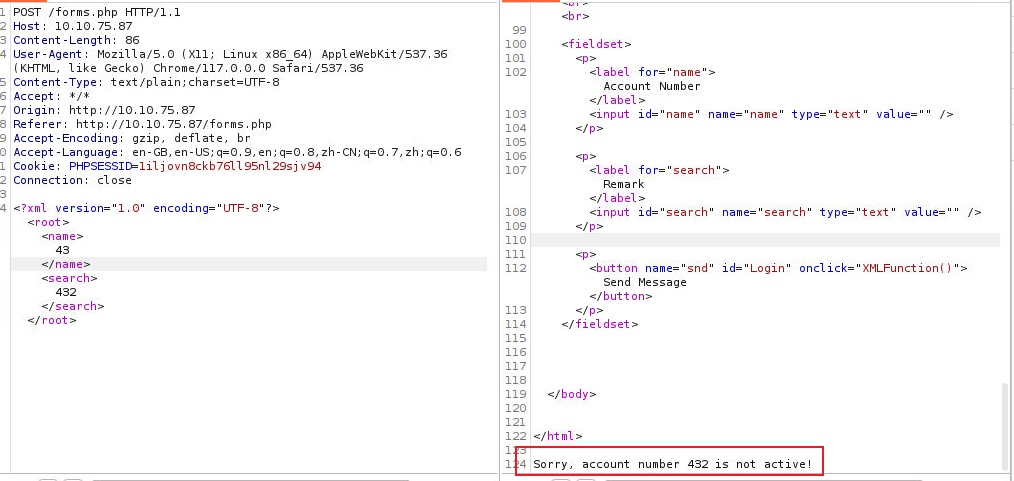 1 POST /forms.php HTTP/1.1
2 Host: 10.10.75.87
3 Content-Length: 86
4 User-Agent: Mozilla/5.0 (X11; Linux x86_64) AppleWebKit/537.36
(KHTML, like Gecko) Chrome/117.0.0.0 Safari/537.36
5 Content-Type: text/plain;charset=UTF-8
6 Accept: */*
7 Origin: http://10.10.75.87
8 Referer: http://10.10.75.87/forms.php
9 Accept-Encoding: gzip, deflate, br
0 Accept-Language: en-GB,en-US;q=0.9,en;q=0.8,zh-CN;q=0.7,zh;q=0.6
1 Cookie: PHPSESSID=1iljovn8ckb76ll95nl29sjv94
2 Connection: close
3
4 <?xml version="1.0" encoding="UTF-8"?>
<root>
<name>
43
</name>
<search>
432
</search>
</root>
<br>
<br>
99
100 <fieldset>
101 <p>
102 <label for="name">
Account Number
</label>
103 <input id="name" name="name" type="text" value="" />
104 </p>
105
106 <p>
107 <label for="search">
Remark
</label>
108 <input id="search" name="search" type="text" value="" />
109 </p>
110
111 <p>
112 <button name="snd" id="Login" onclick="XMLFunction()">
Send Message
</button>
113 </p>
114 </fieldset>
115
116
117
118
119 </body>
120
121
122 </html>
123
124 Sorry, account number 432 is not active!